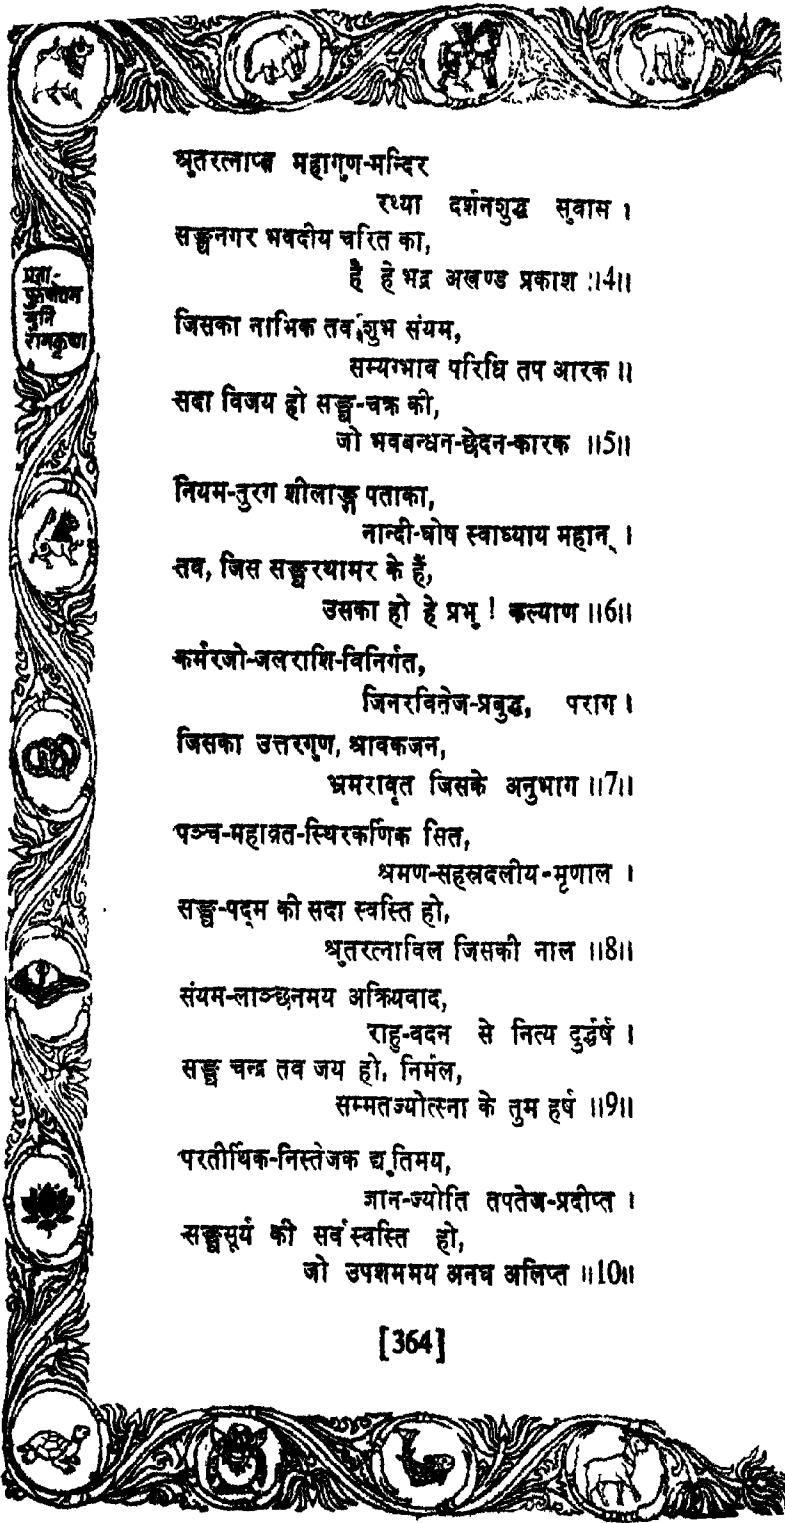 श्रुतरत्नाप्त महागुण-मन्दिर
रथ्या दर्शनशुद्ध सुवास ।
सङ्घनगर भवदीय चरित का,
है हे भद्र अखण्ड प्रकाश ॥4॥
जिसका नाभिक तव शुभ संयम,
सम्यग्भाव परिधि तप आरक ॥
सदा विजय हो सङ्घ-चक्र की,
जो भवबन्धन-छेदन-कारक ॥5॥
नियम-तुरग शीलाङ्ग पताका,
नान्दी-घोष स्वाध्याय महान् ।
तव, जिस सङ्घरथामर के हैं,
उसका हो हे प्रभु ! कल्याण ॥6॥
कर्मरजो-जलराशि-विनिर्गत,
जिनरवितेज-प्रबुद्ध, पराग ।
जिसका उत्तरगुण, श्रावकजन,
भ्रमरावृत जिसके अनुभाग ॥7॥
पञ्च-महाव्रत-स्थिरकर्णिक सित,
श्रमण-सहस्रदलीय-मृणाल ।
सङ्घ-पद्म की सदा स्वस्ति हो,
श्रुतरत्नाविल जिसकी नाल ॥8॥
संयम-लाञ्छनमय अक्रियवाद,
राहु-वदन से नित्य दुर्द्धर्ष ।
सङ्घ चन्द्र तव जय हो, निर्मल,
सम्मतज्योत्स्ना के तुम हर्ष ॥9॥
परतीर्थिक-निस्तेजक द्युतिमय,
ज्ञान-ज्योति तपतेज-प्रदीप्त ।
सङ्घसूर्य की सर्व स्वस्ति हो,
जो उपशममय अनघ अलिप्त ॥10॥
[364]
मुनि
रामकृष्ण